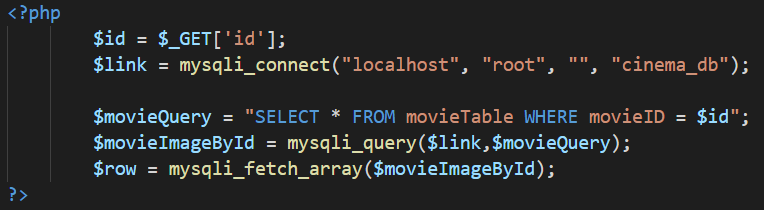 <?php
$id = $_GET['id'];
$link = mysqli_connect("localhost", "root", "", "cinema_db");
$movieQuery = "SELECT * FROM movieTable WHERE movieID = $id";
$movieImageById = mysqli_query($link,$movieQuery);
$row = mysqli_fetch_array($movieImageById);
?>